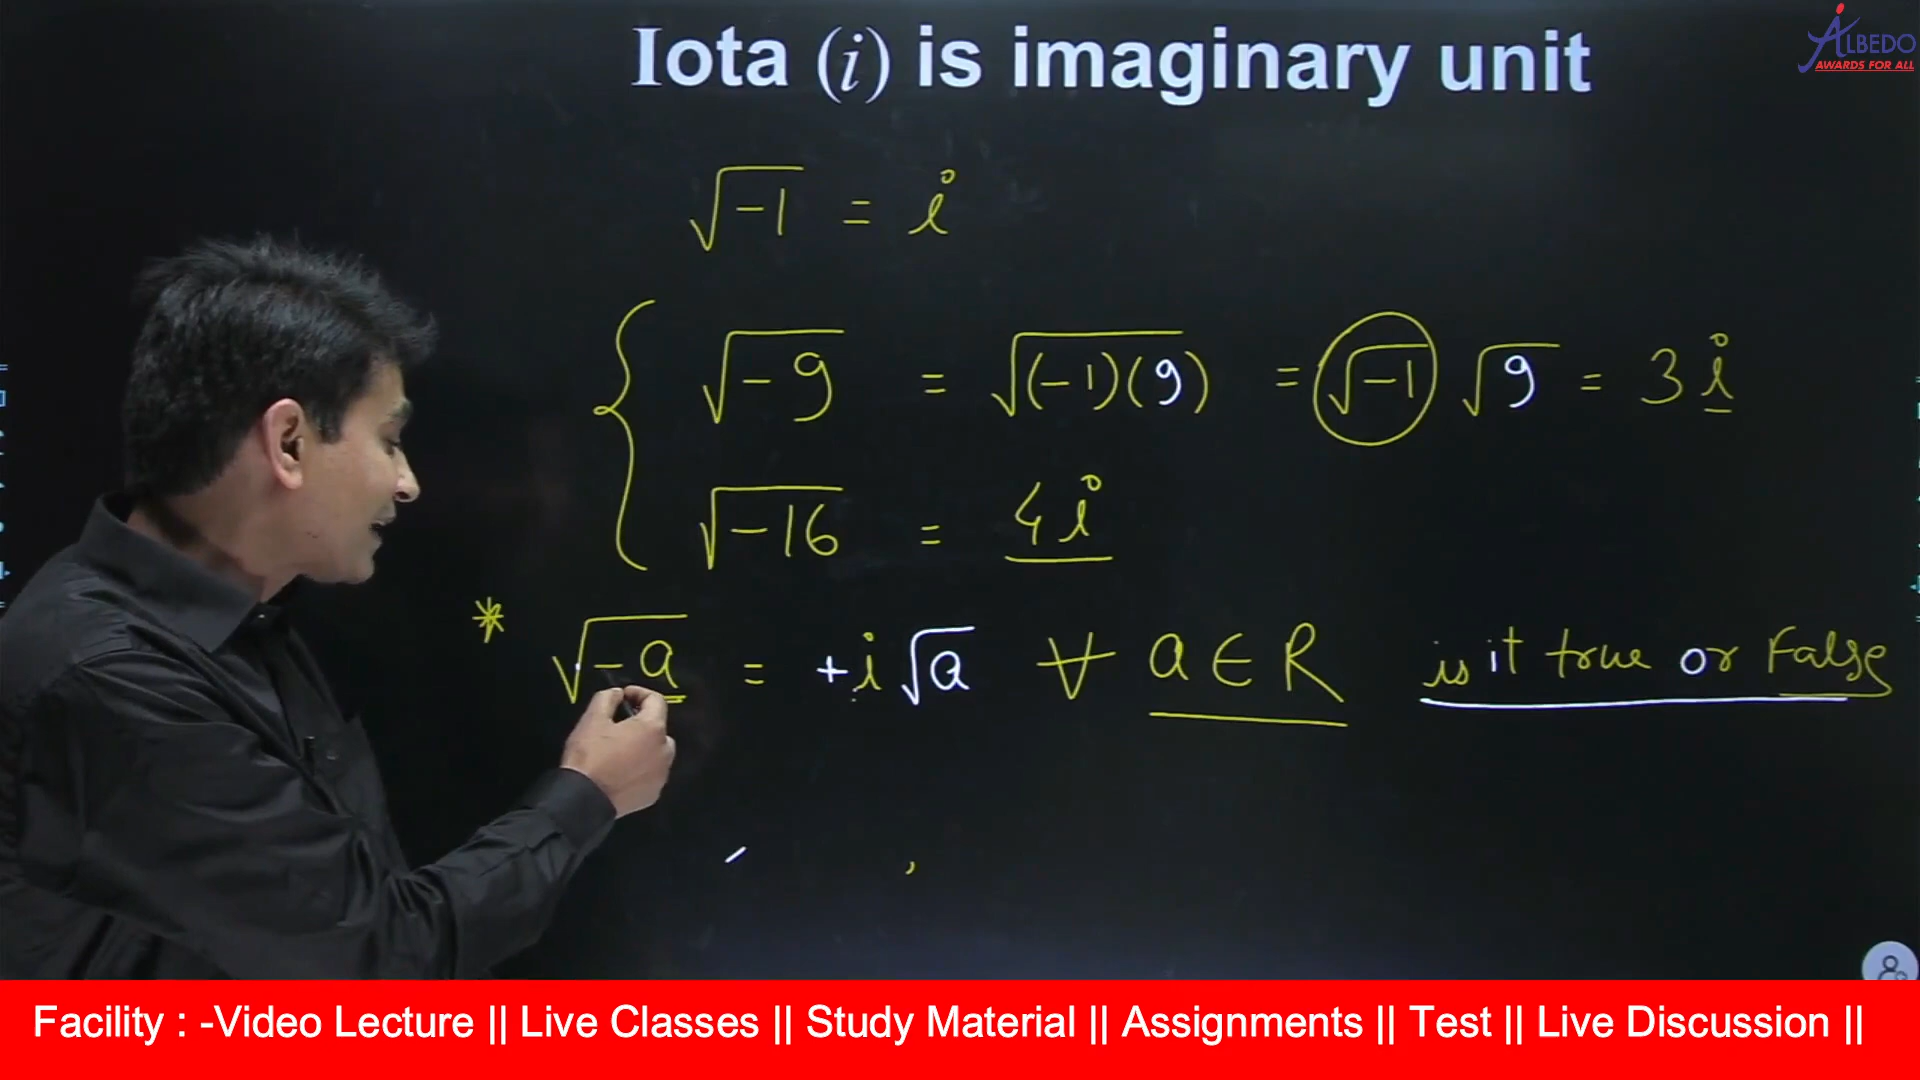 Iota (i) is imaginary unit
ALBEDO
AWARDS FOR ALL
√-1 = i
√-9 = √(-1)(9) = √-1 √9 = 3i
√-16 = 4i
* √-a = +i √a ∀ a ∈ R is it true or False
Facility : -Video Lecture || Live Classes || Study Material || Assignments || Test || Live Discussion ||